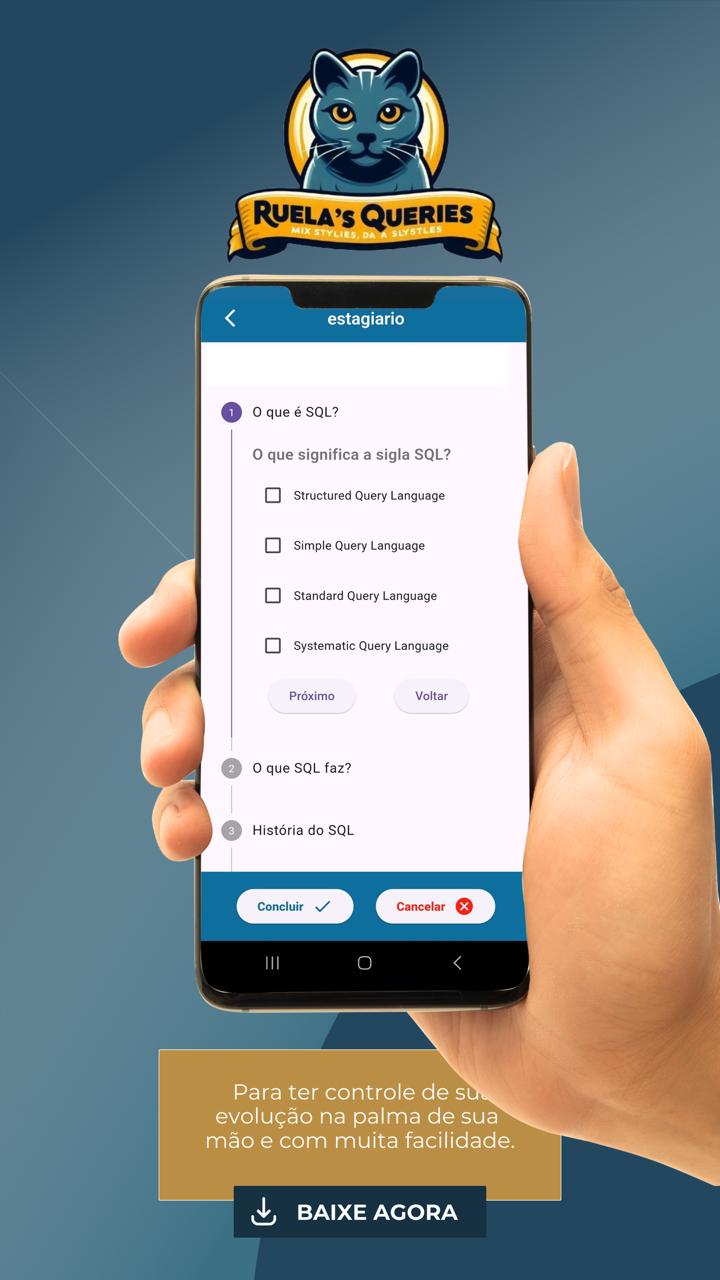 RUELA'S QUERIES
MIX STYLIES, DA A SLYSTLES
estagiario
1 O que é SQL?
O que significa a sigla SQL?
Structured Query Language
Simple Query Language
Standard Query Language
Systematic Query Language
Próximo Voltar
2 O que SQL faz?
3 História do SQL
Concluir Cancelar
Para ter controle de sua
evolução na palma de sua
mão e com muita facilidade.
BAIXE AGORA